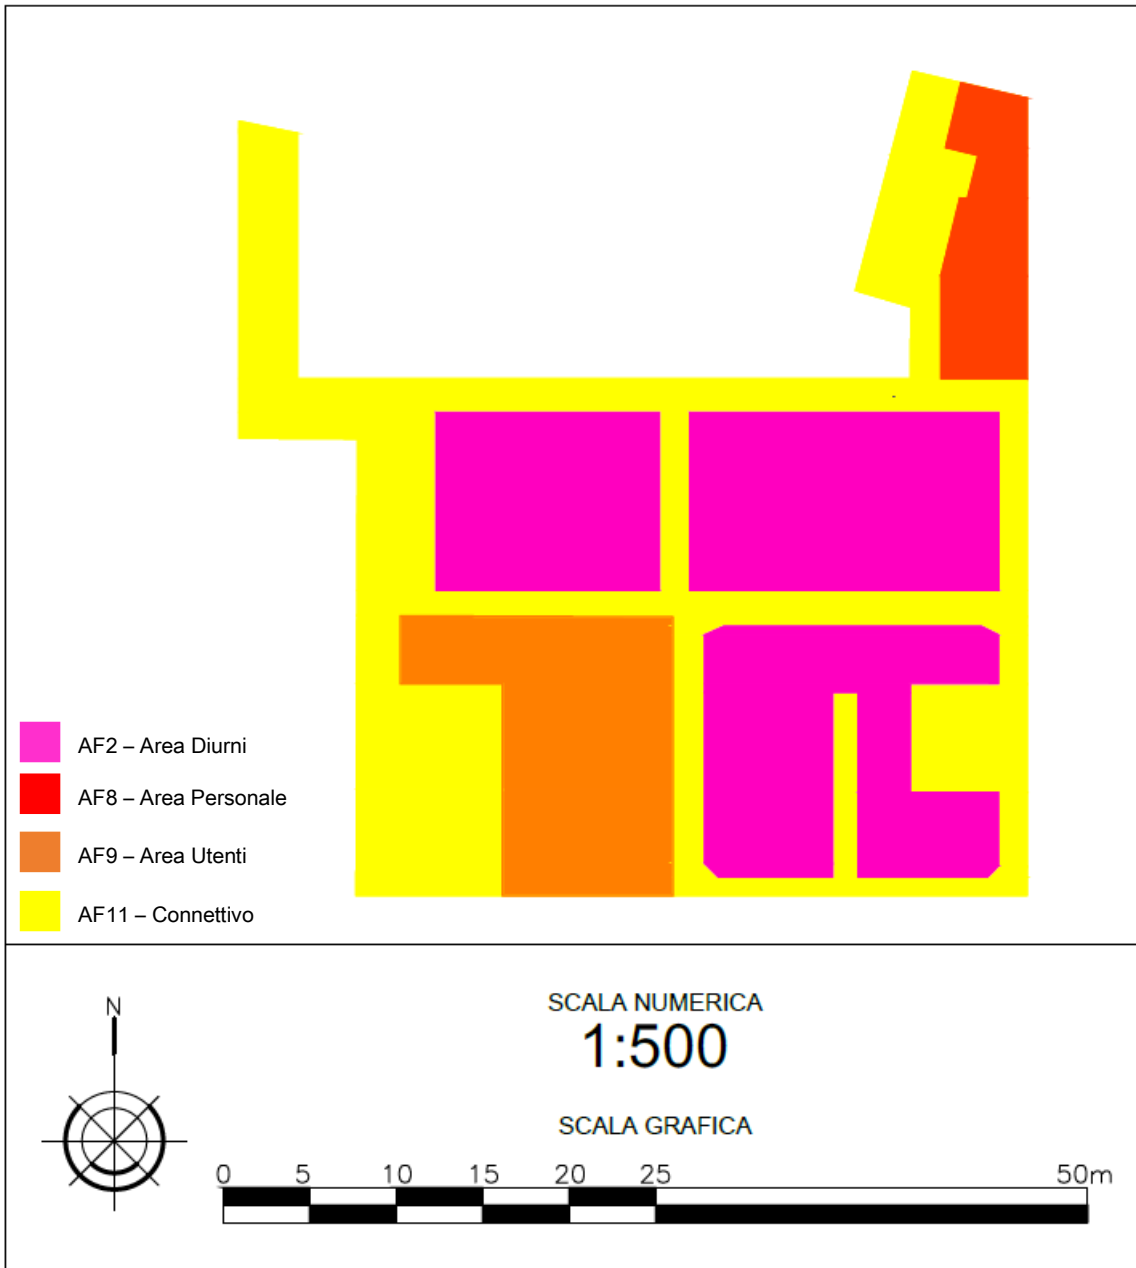 AF2 – Area Diurni
AF8 – Area Personale
AF9 – Area Utenti
AF11 – Connettivo
N
SCALA NUMERICA
1:500
SCALA GRAFICA
0 5 10 15 20 25 50m